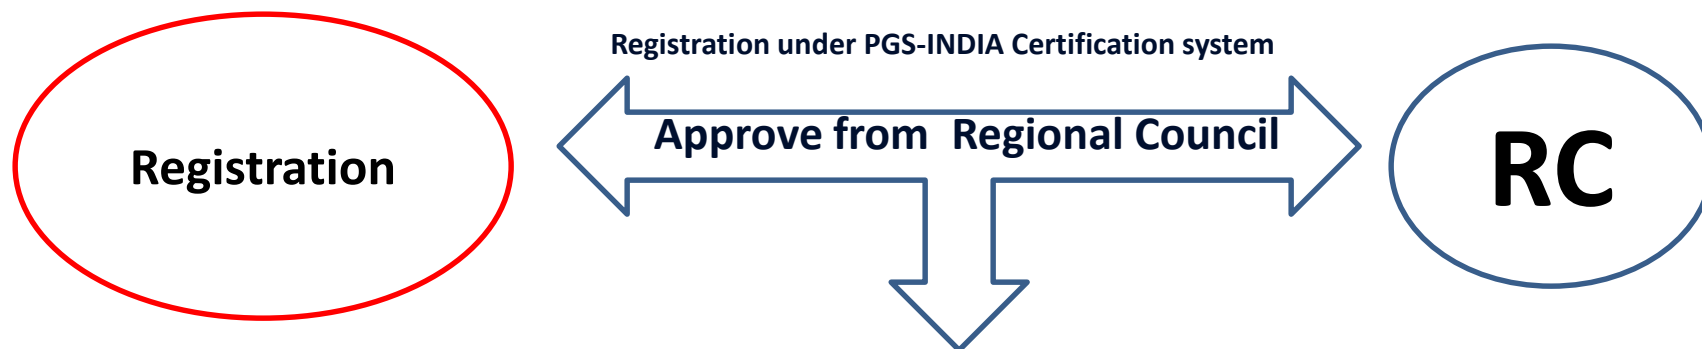 Registration under PGS-INDIA Certification system
Approve from Regional Council
Registration
RC